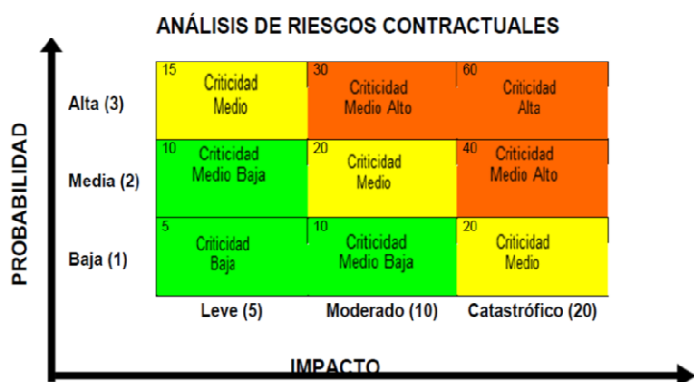 ANÁLISIS DE RIESGOS CONTRACTUALES
PROBABILIDAD
Alta (3)
15
Criticidad
Medio
30
Criticidad
Medio Alto
60
Criticidad
Alta
Media (2)
10
Criticidad
Medio Baja
20
Criticidad
Medio
40
Criticidad
Medio Alto
Baja (1)
5
Criticidad
Baja
10
Criticidad
Medio Baja
20
Criticidad
Medio
Leve (5)
Moderado (10)
Catastrófico (20)
IMPACTO